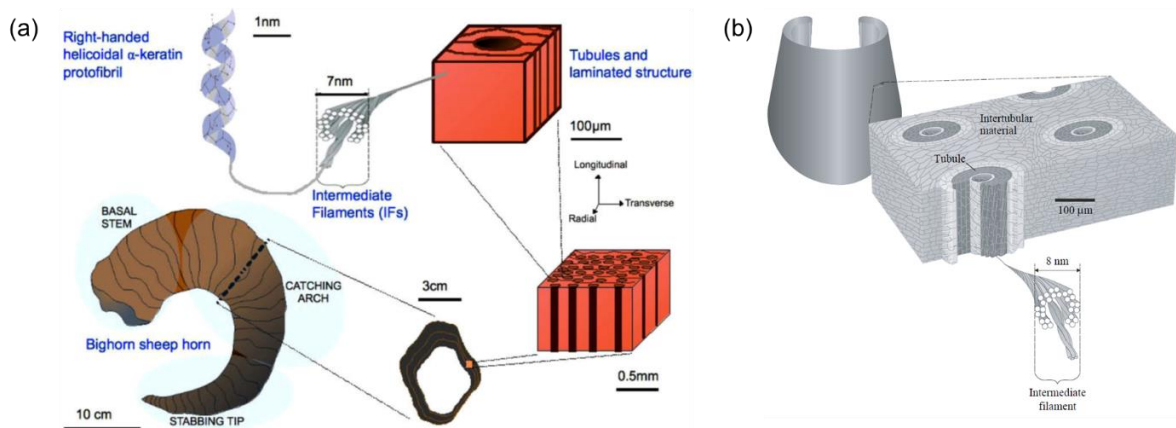 (a)
1nm
Right-handed
helicoidal α-keratin
protofibril
7nm
Tubules and
laminated structure
100μm
Longitudinal
Transverse
Radial
Intermediate
Filaments (IFs)
BASAL
STEM
CATCHING
ARCH
3cm
Bighorn sheep horn
0.5mm
10 cm
STABBING TIP
(b)
Intertubular
material
Tubule
100 μm
8 nm
Intermediate
filament